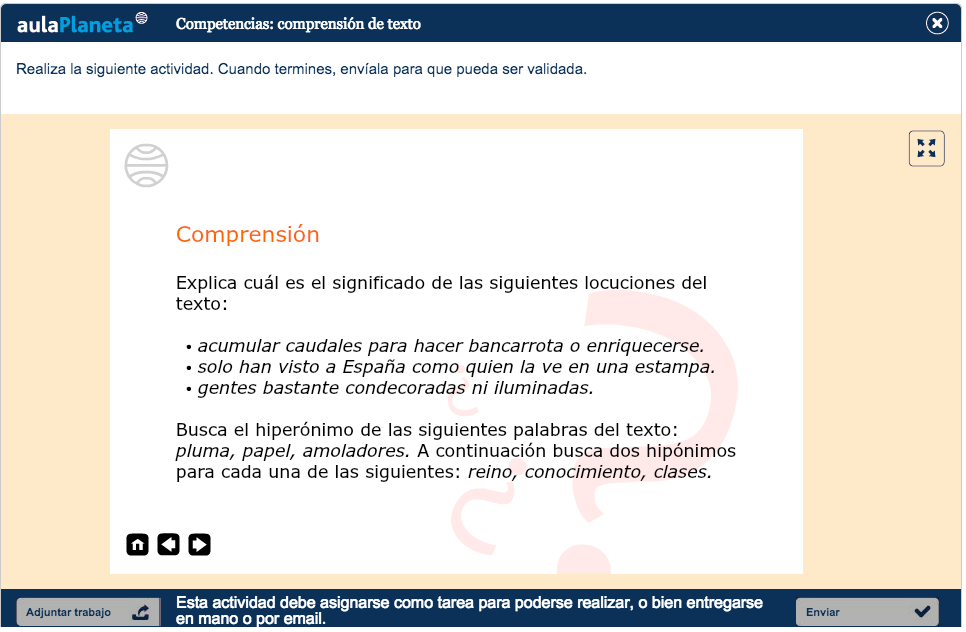 aulaPlaneta
Competencias: comprensión de texto
Realiza la siguiente actividad. Cuando termines, envíala para que pueda ser validada.
Comprensión
Explica cuál es el significado de las siguientes locuciones del
texto:
• acumular caudales para hacer bancarrota o enriquecerse.
• solo han visto a España como quien la ve en una estampa.
• gentes bastante condecoradas ni iluminadas.
Busca el hiperónimo de las siguientes palabras del texto:
pluma, papel, amoladores. A continuación busca dos hipónimos
para cada una de las siguientes: reino, conocimiento, clases.
Adjuntar trabajo
Esta actividad debe asignarse como tarea para poderse realizar, o bien entregarse
en mano o por email.
Enviar